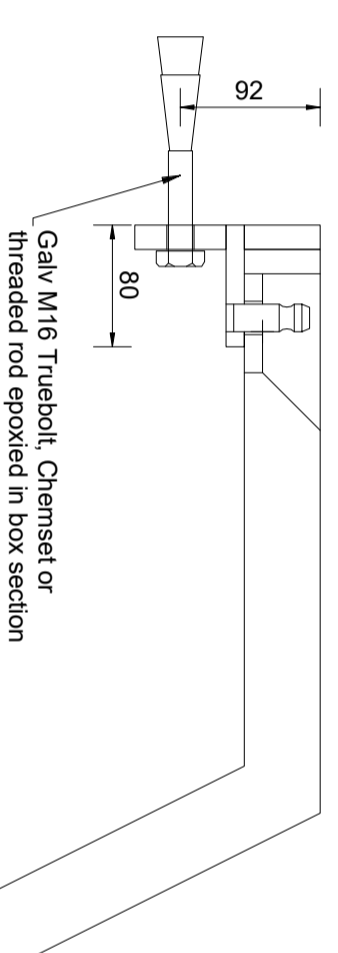 92
80
Galv M16 Truebolt, Chemset or
threaded rod epoxied in box section